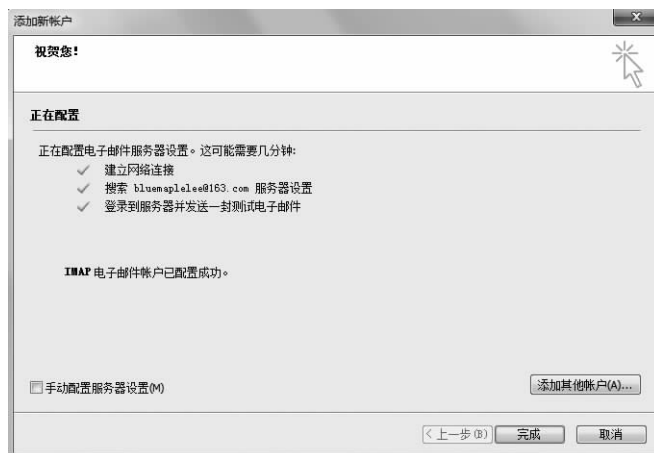 添加新帐户
祝贺您!
正在配置
正在配置电子邮件服务器设置。这可能需要几分钟:
✓ 建立网络连接
✓ 搜索 bluemaplelee@163.com 服务器设置
✓ 登录到服务器并发送一封测试电子邮件
IMAP 电子邮件帐户已配置成功。
手动配置服务器设置(M)
添加其他帐户(A)...
<上一步(B) 完成 取消